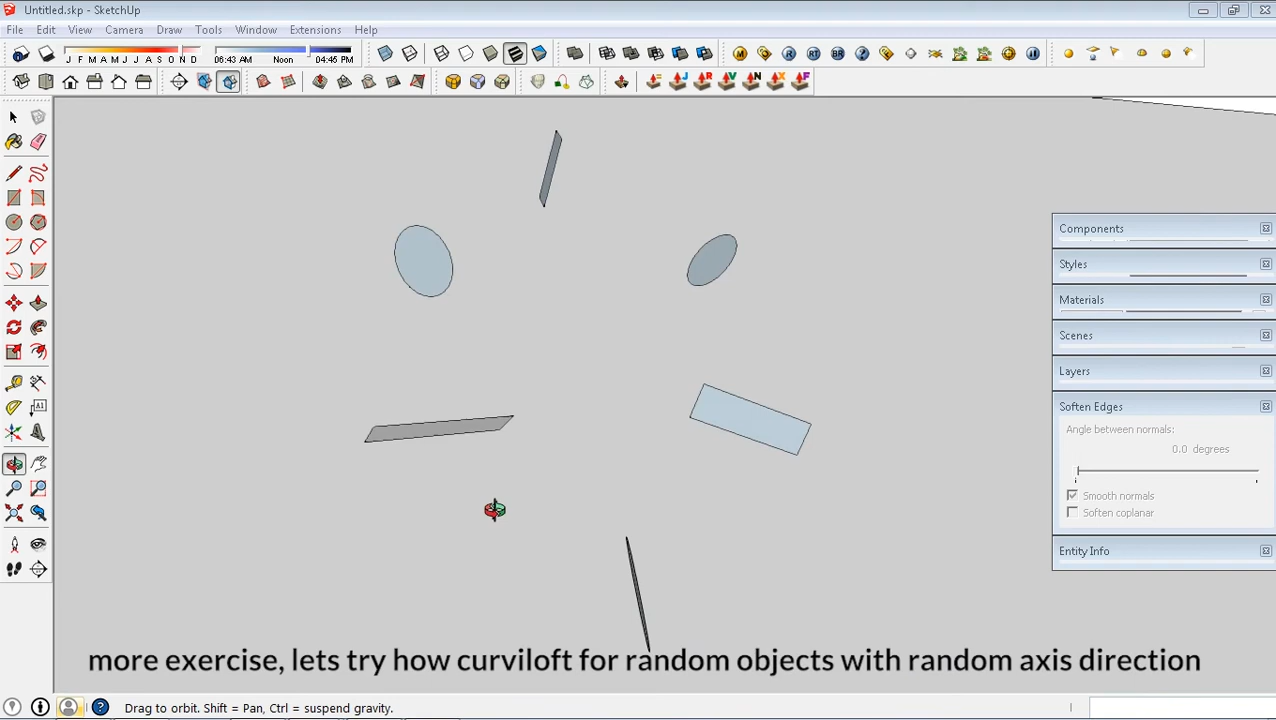 Untitled.skp - SketchUp
File Edit View Camera Draw Tools Window Extensions Help
J F M A M J J A S O N D
06:43 AM Noon 04:45 PM
M R RT BR
J R V N X F
A1
Components
Styles
Materials
Scenes
Layers
Soften Edges
Angle between normals:
0.0 degrees
Smooth normals
Soften coplanar
Entity Info
more exercise, lets try how curviloft for random objects with random axis direction
Drag to orbit. Shift = Pan, Ctrl = suspend gravity.